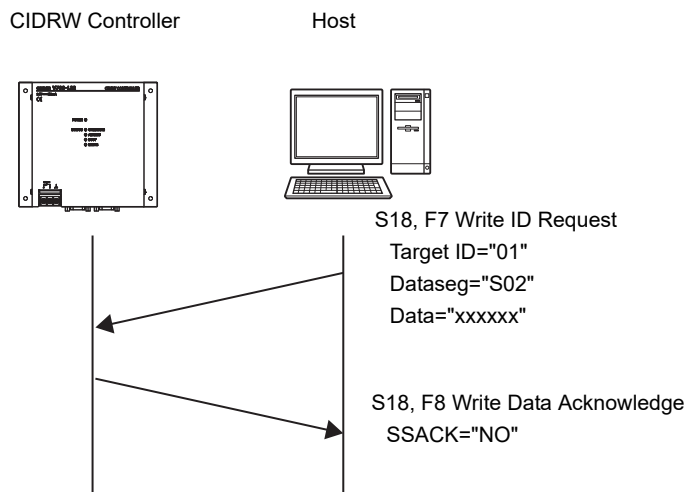 CIDRW Controller
Host
S18, F7 Write ID Request
Target ID="01"
Dataseg="S02"
Data="xxxxxx"
S18, F8 Write Data Acknowledge
SSACK="NO"